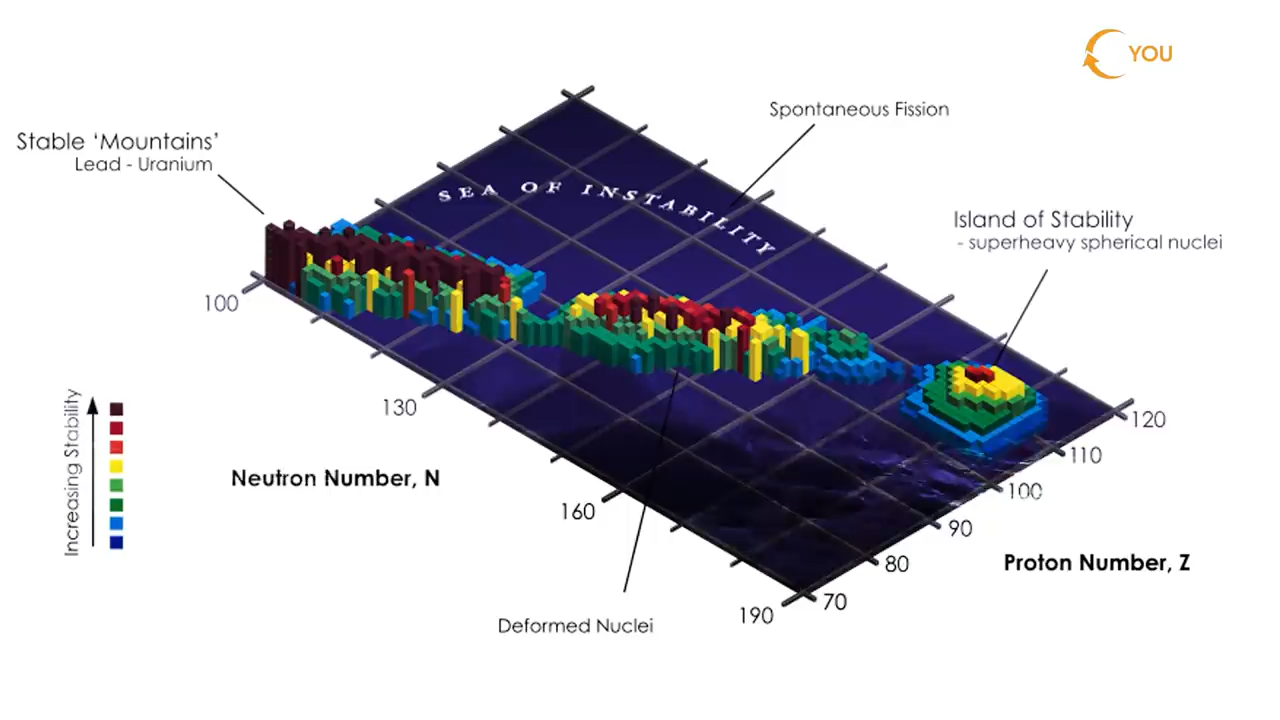 YOU
Spontaneous Fission
Stable ‘Mountains’
Lead - Uranium
SEA OF INSTABILITY
Island of Stability
- superheavy spherical nuclei
100
130
160
190
Increasing Stability
Neutron Number, N
120
110
100
90
80
70
Proton Number, Z
Deformed Nuclei